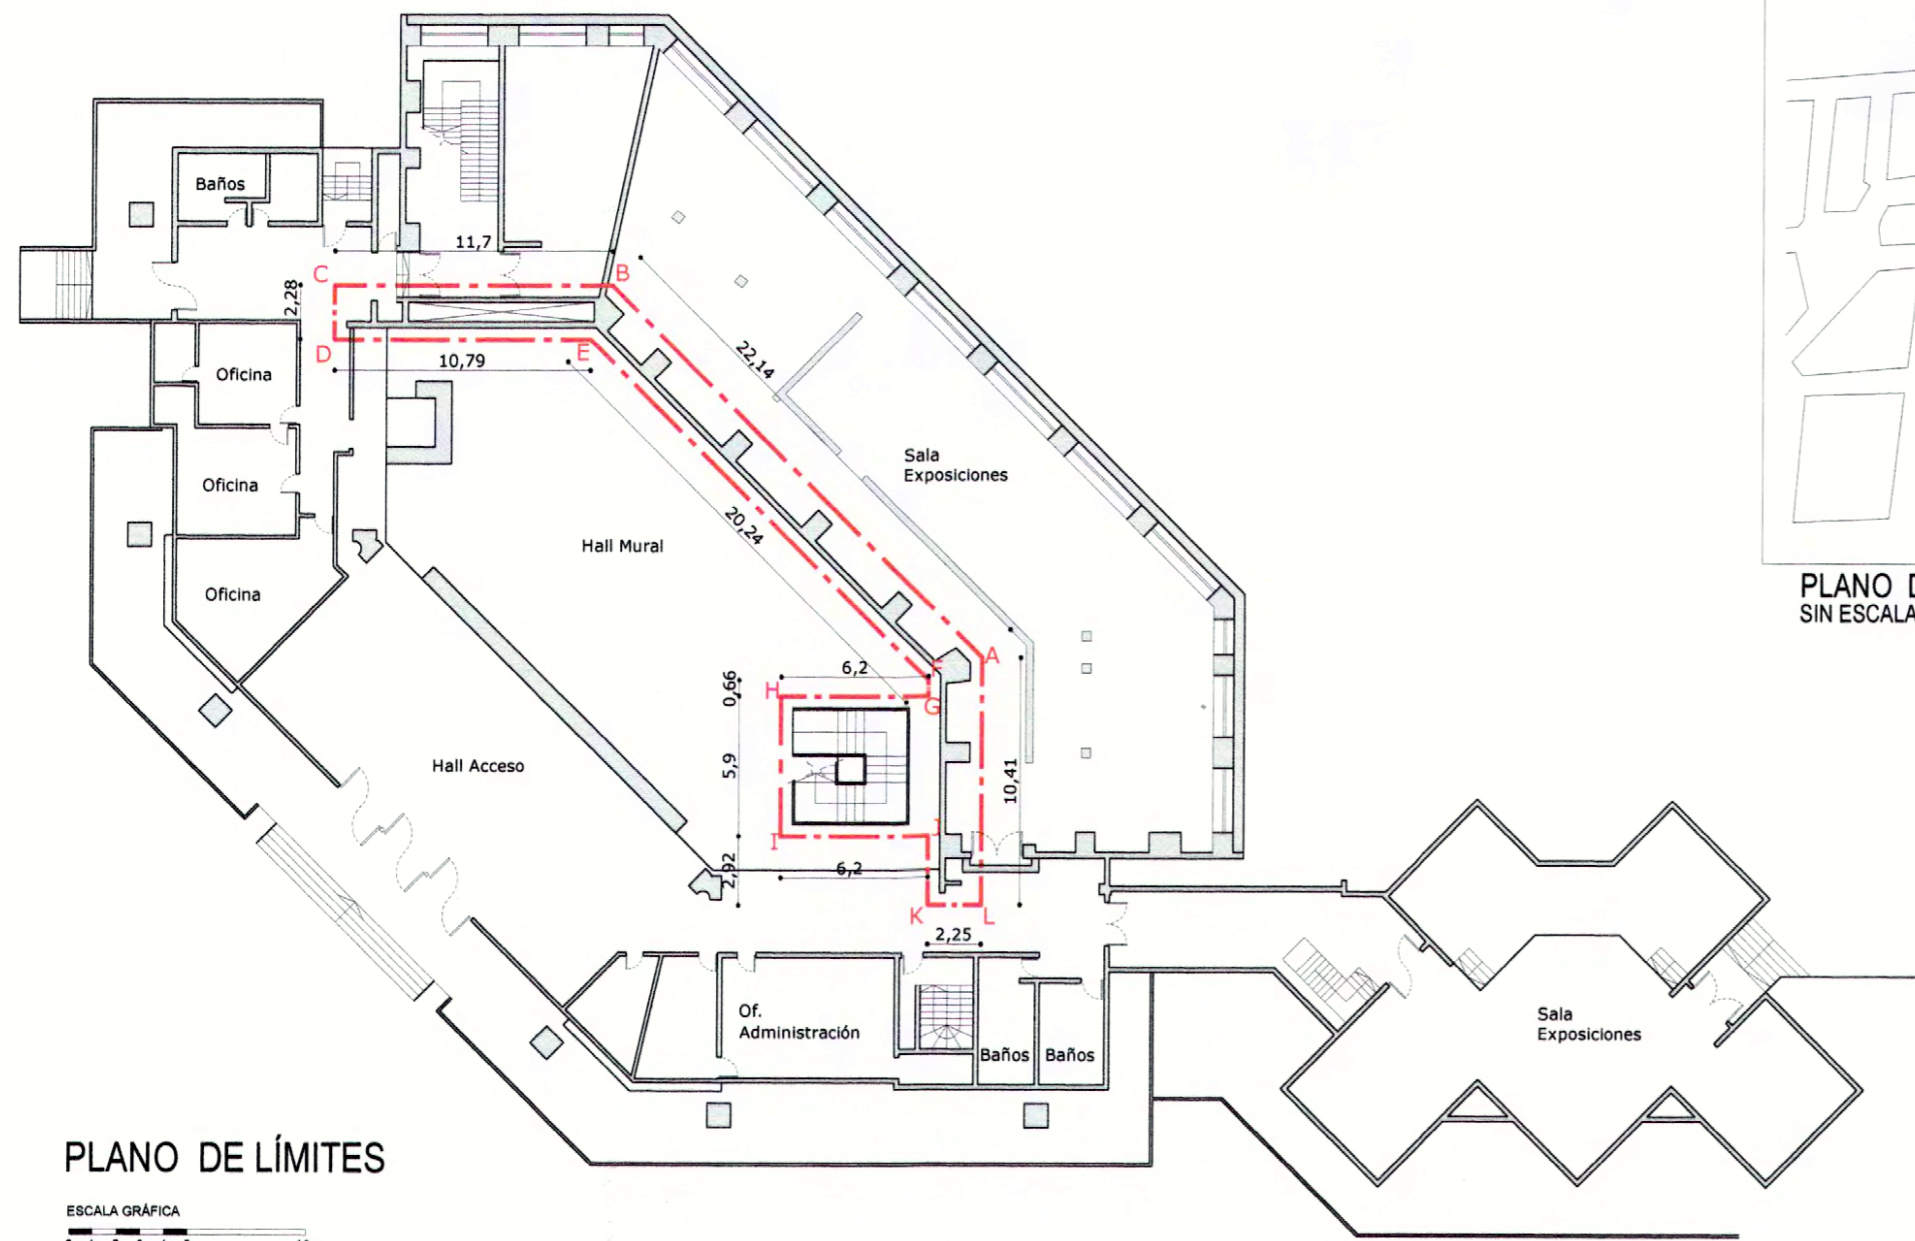 11,7
C
B
Baños
2,28
D
E
10,79
22,14
Oficina
Sala
Exposiciones
Oficina
20,24
Hall Mural
Oficina
PLANO
SIN ESCALA
A
F
6,2
0,66
H
G
Hall Acceso
5,9
10,41
I
J
2,92
6,2
K
L
2,25
Of.
Administración
Baños
Baños
Sala
Exposiciones
PLANO DE LÍMITES
ESCALA GRÁFICA